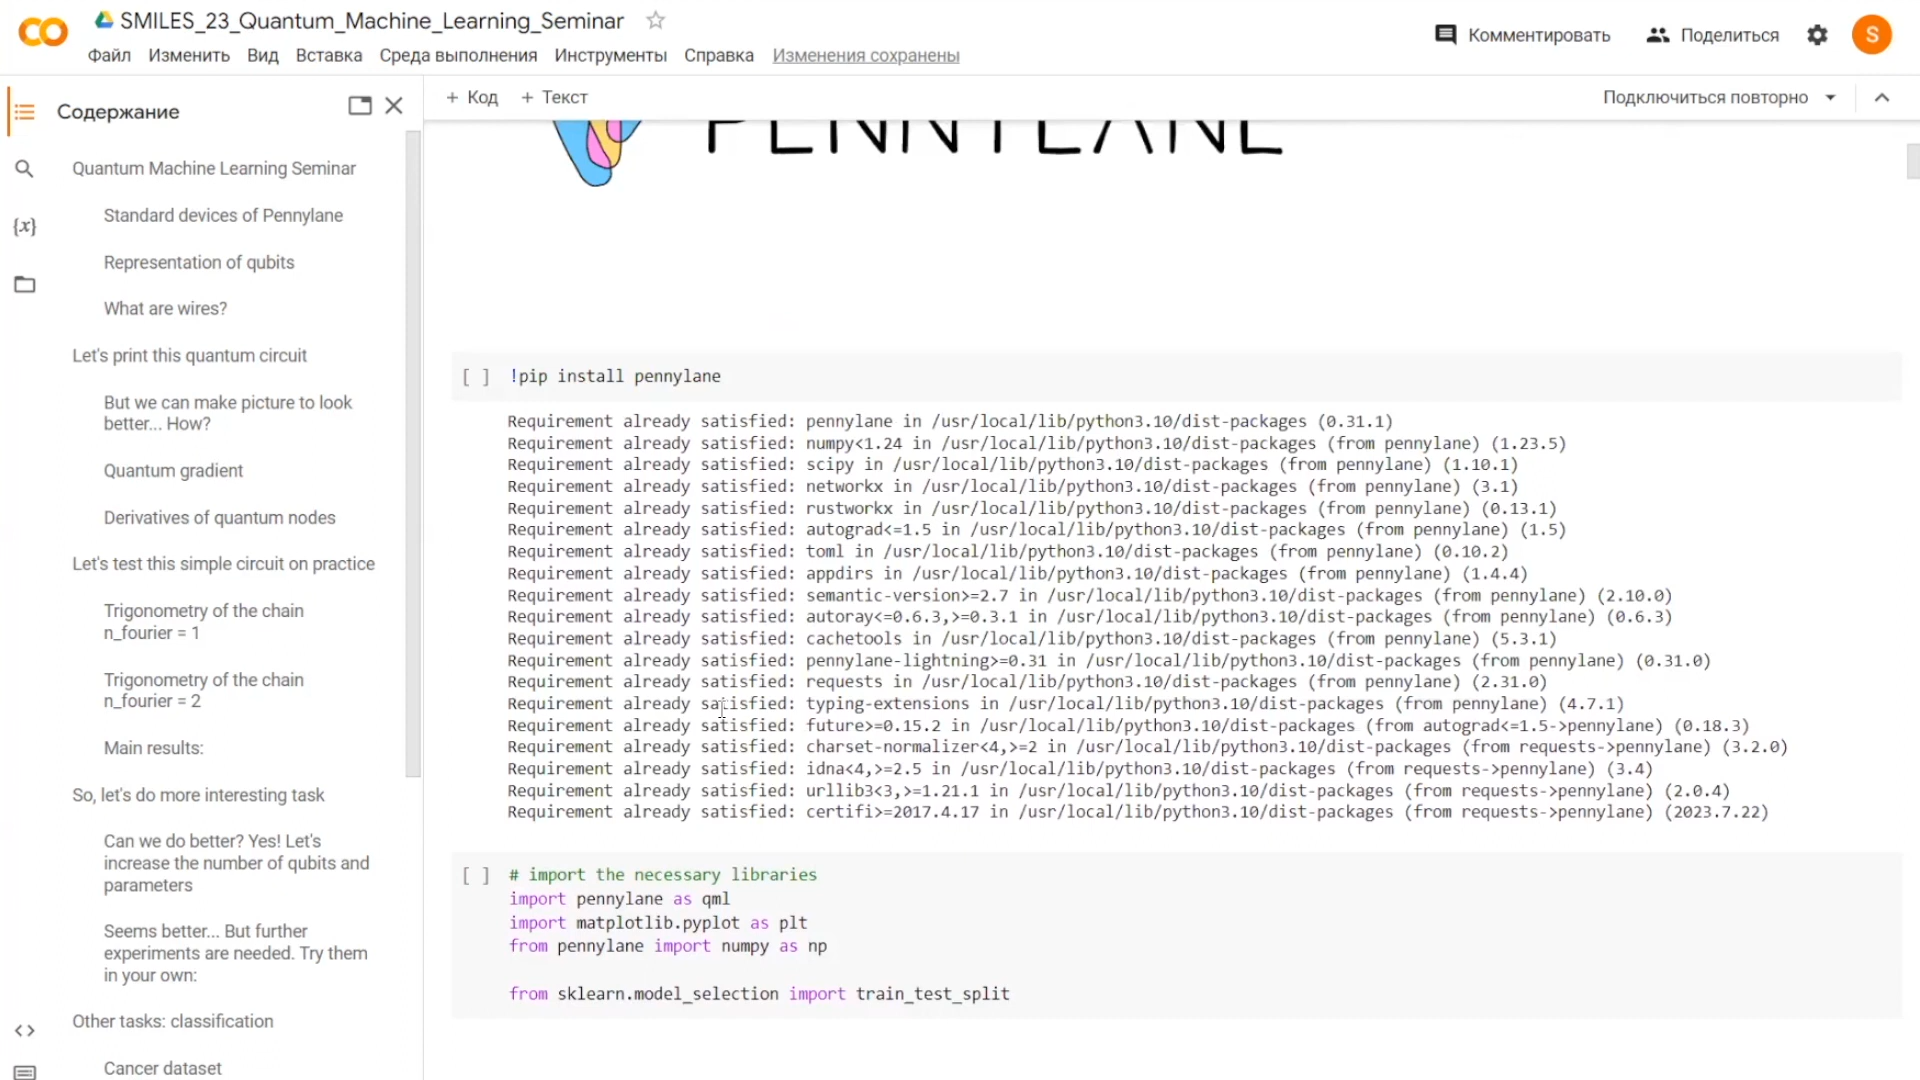 SMILES_23_Quantum_Machine_Learning_Seminar
Файл Изменить Вид Вставка Среда выполнения Инструменты Справка Изменения сохранены
Комментировать Поделиться S
Содержание
+ Код + Текст
Подключиться повторно
Quantum Machine Learning Seminar
Standard devices of Pennylane
Representation of qubits
What are wires?
Let's print this quantum circuit
But we can make picture to look
better... How?
Quantum gradient
Derivatives of quantum nodes
Let's test this simple circuit on practice
Trigonometry of the chain
n_fourier = 1
Trigonometry of the chain
n_fourier = 2
Main results:
So, let's do more interesting task
Can we do better? Yes! Let's
increase the number of qubits and
parameters
Seems better... But further
experiments are needed. Try them
in your own:
Other tasks: classification
Cancer dataset
PENNYLANE
[ ] !pip install pennylane
Requirement already satisfied: pennylane in /usr/local/lib/python3.10/dist-packages (0.31.1)
Requirement already satisfied: numpy<1.24 in /usr/local/lib/python3.10/dist-packages (from pennylane) (1.23.5)
Requirement already satisfied: scipy in /usr/local/lib/python3.10/dist-packages (from pennylane) (1.10.1)
Requirement already satisfied: networkx in /usr/local/lib/python3.10/dist-packages (from pennylane) (3.1)
Requirement already satisfied: rustworkx in /usr/local/lib/python3.10/dist-packages (from pennylane) (0.13.1)
Requirement already satisfied: autograd<=1.5 in /usr/local/lib/python3.10/dist-packages (from pennylane) (1.5)
Requirement already satisfied: toml in /usr/local/lib/python3.10/dist-packages (from pennylane) (0.10.2)
Requirement already satisfied: appdirs in /usr/local/lib/python3.10/dist-packages (from pennylane) (1.4.4)
Requirement already satisfied: semantic-version>=2.7 in /usr/local/lib/python3.10/dist-packages (from pennylane) (2.10.0)
Requirement already satisfied: autoray<=0.6.3,>=0.3.1 in /usr/local/lib/python3.10/dist-packages (from pennylane) (0.6.3)
Requirement already satisfied: cachetools in /usr/local/lib/python3.10/dist-packages (from pennylane) (5.3.1)
Requirement already satisfied: pennylane-lightning>=0.31 in /usr/local/lib/python3.10/dist-packages (from pennylane) (0.31.0)
Requirement already satisfied: requests in /usr/local/lib/python3.10/dist-packages (from pennylane) (2.31.0)
Requirement already satisfied: typing-extensions in /usr/local/lib/python3.10/dist-packages (from pennylane) (4.7.1)
Requirement already satisfied: future>=0.15.2 in /usr/local/lib/python3.10/dist-packages (from autograd<=1.5->pennylane) (0.18.3)
Requirement already satisfied: charset-normalizer<4,>=2 in /usr/local/lib/python3.10/dist-packages (from requests->pennylane) (3.2.0)
Requirement already satisfied: idna<4,>=2.5 in /usr/local/lib/python3.10/dist-packages (from requests->pennylane) (3.4)
Requirement already satisfied: urllib3<3,>=1.21.1 in /usr/local/lib/python3.10/dist-packages (from requests->pennylane) (2.0.4)
Requirement already satisfied: certifi>=2017.4.17 in /usr/local/lib/python3.10/dist-packages (from requests->pennylane) (2023.7.22)
[ ] # import the necessary libraries
import pennylane as qml
import matplotlib.pyplot as plt
from pennylane import numpy as np
from sklearn.model_selection import train_test_split